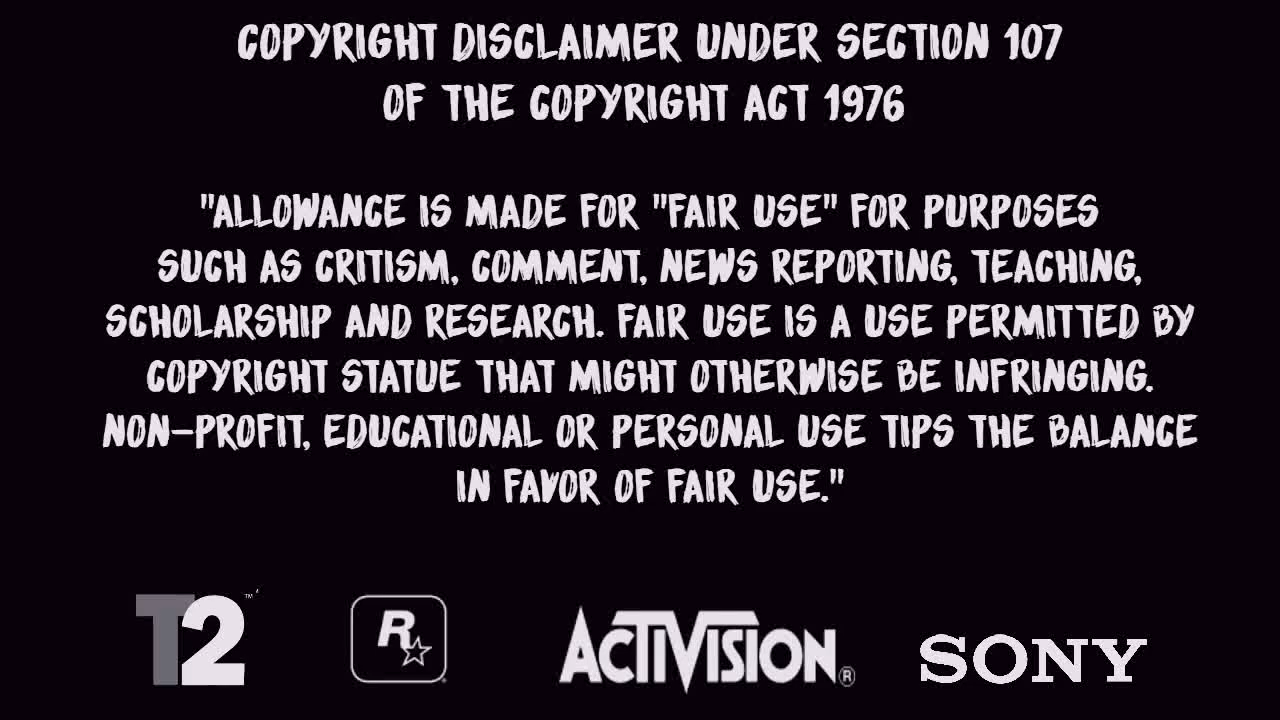 COPYRIGHT DISCLAIMER UNDER SECTION 107
OF THE COPYRIGHT ACT 1976
"ALLOWANCE IS MADE FOR "FAIR USE" FOR PURPOSES
SUCH AS CRITISM, COMMENT, NEWS REPORTING, TEACHING,
SCHOLARSHIP AND RESEARCH. FAIR USE IS A USE PERMITTED BY
COPYRIGHT STATUE THAT MIGHT OTHERWISE BE INFRINGING.
NON-PROFIT, EDUCATIONAL OR PERSONAL USE TIPS THE BALANCE
IN FAVOR OF FAIR USE."
T2™ R ACTIVISION® SONY